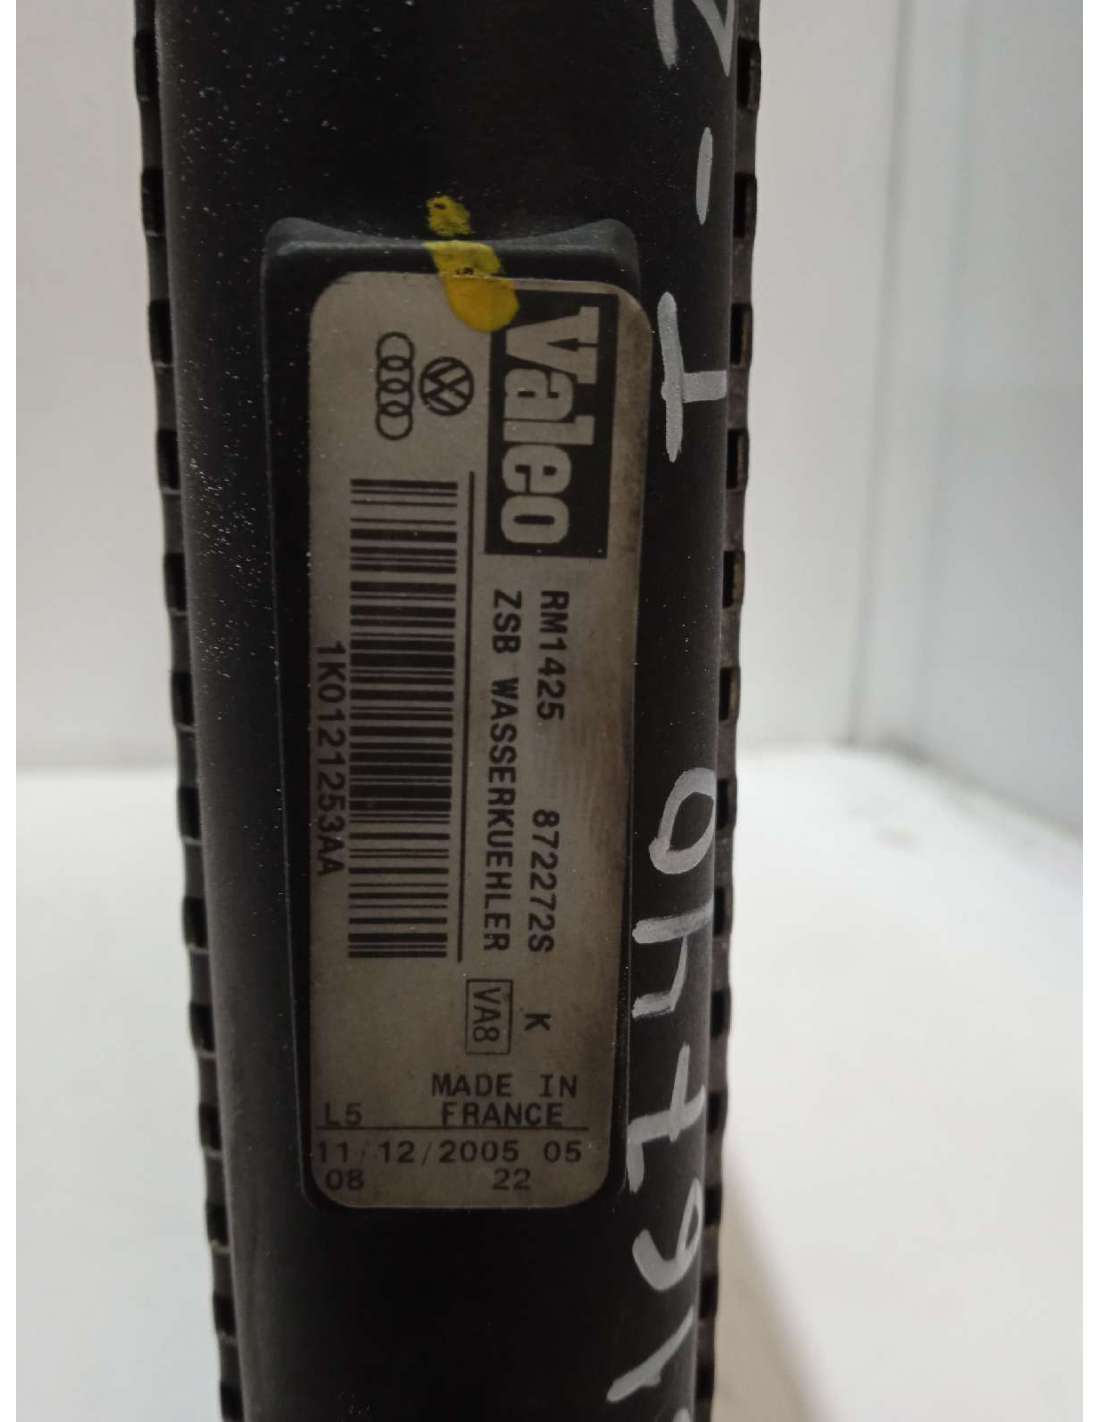 Valeo
RM1425 872272S K
ZSB WASSERKUEHLER VA8
1K0121253AA
MADE IN
FRANCE
L5
11/12/2005 05
08 22